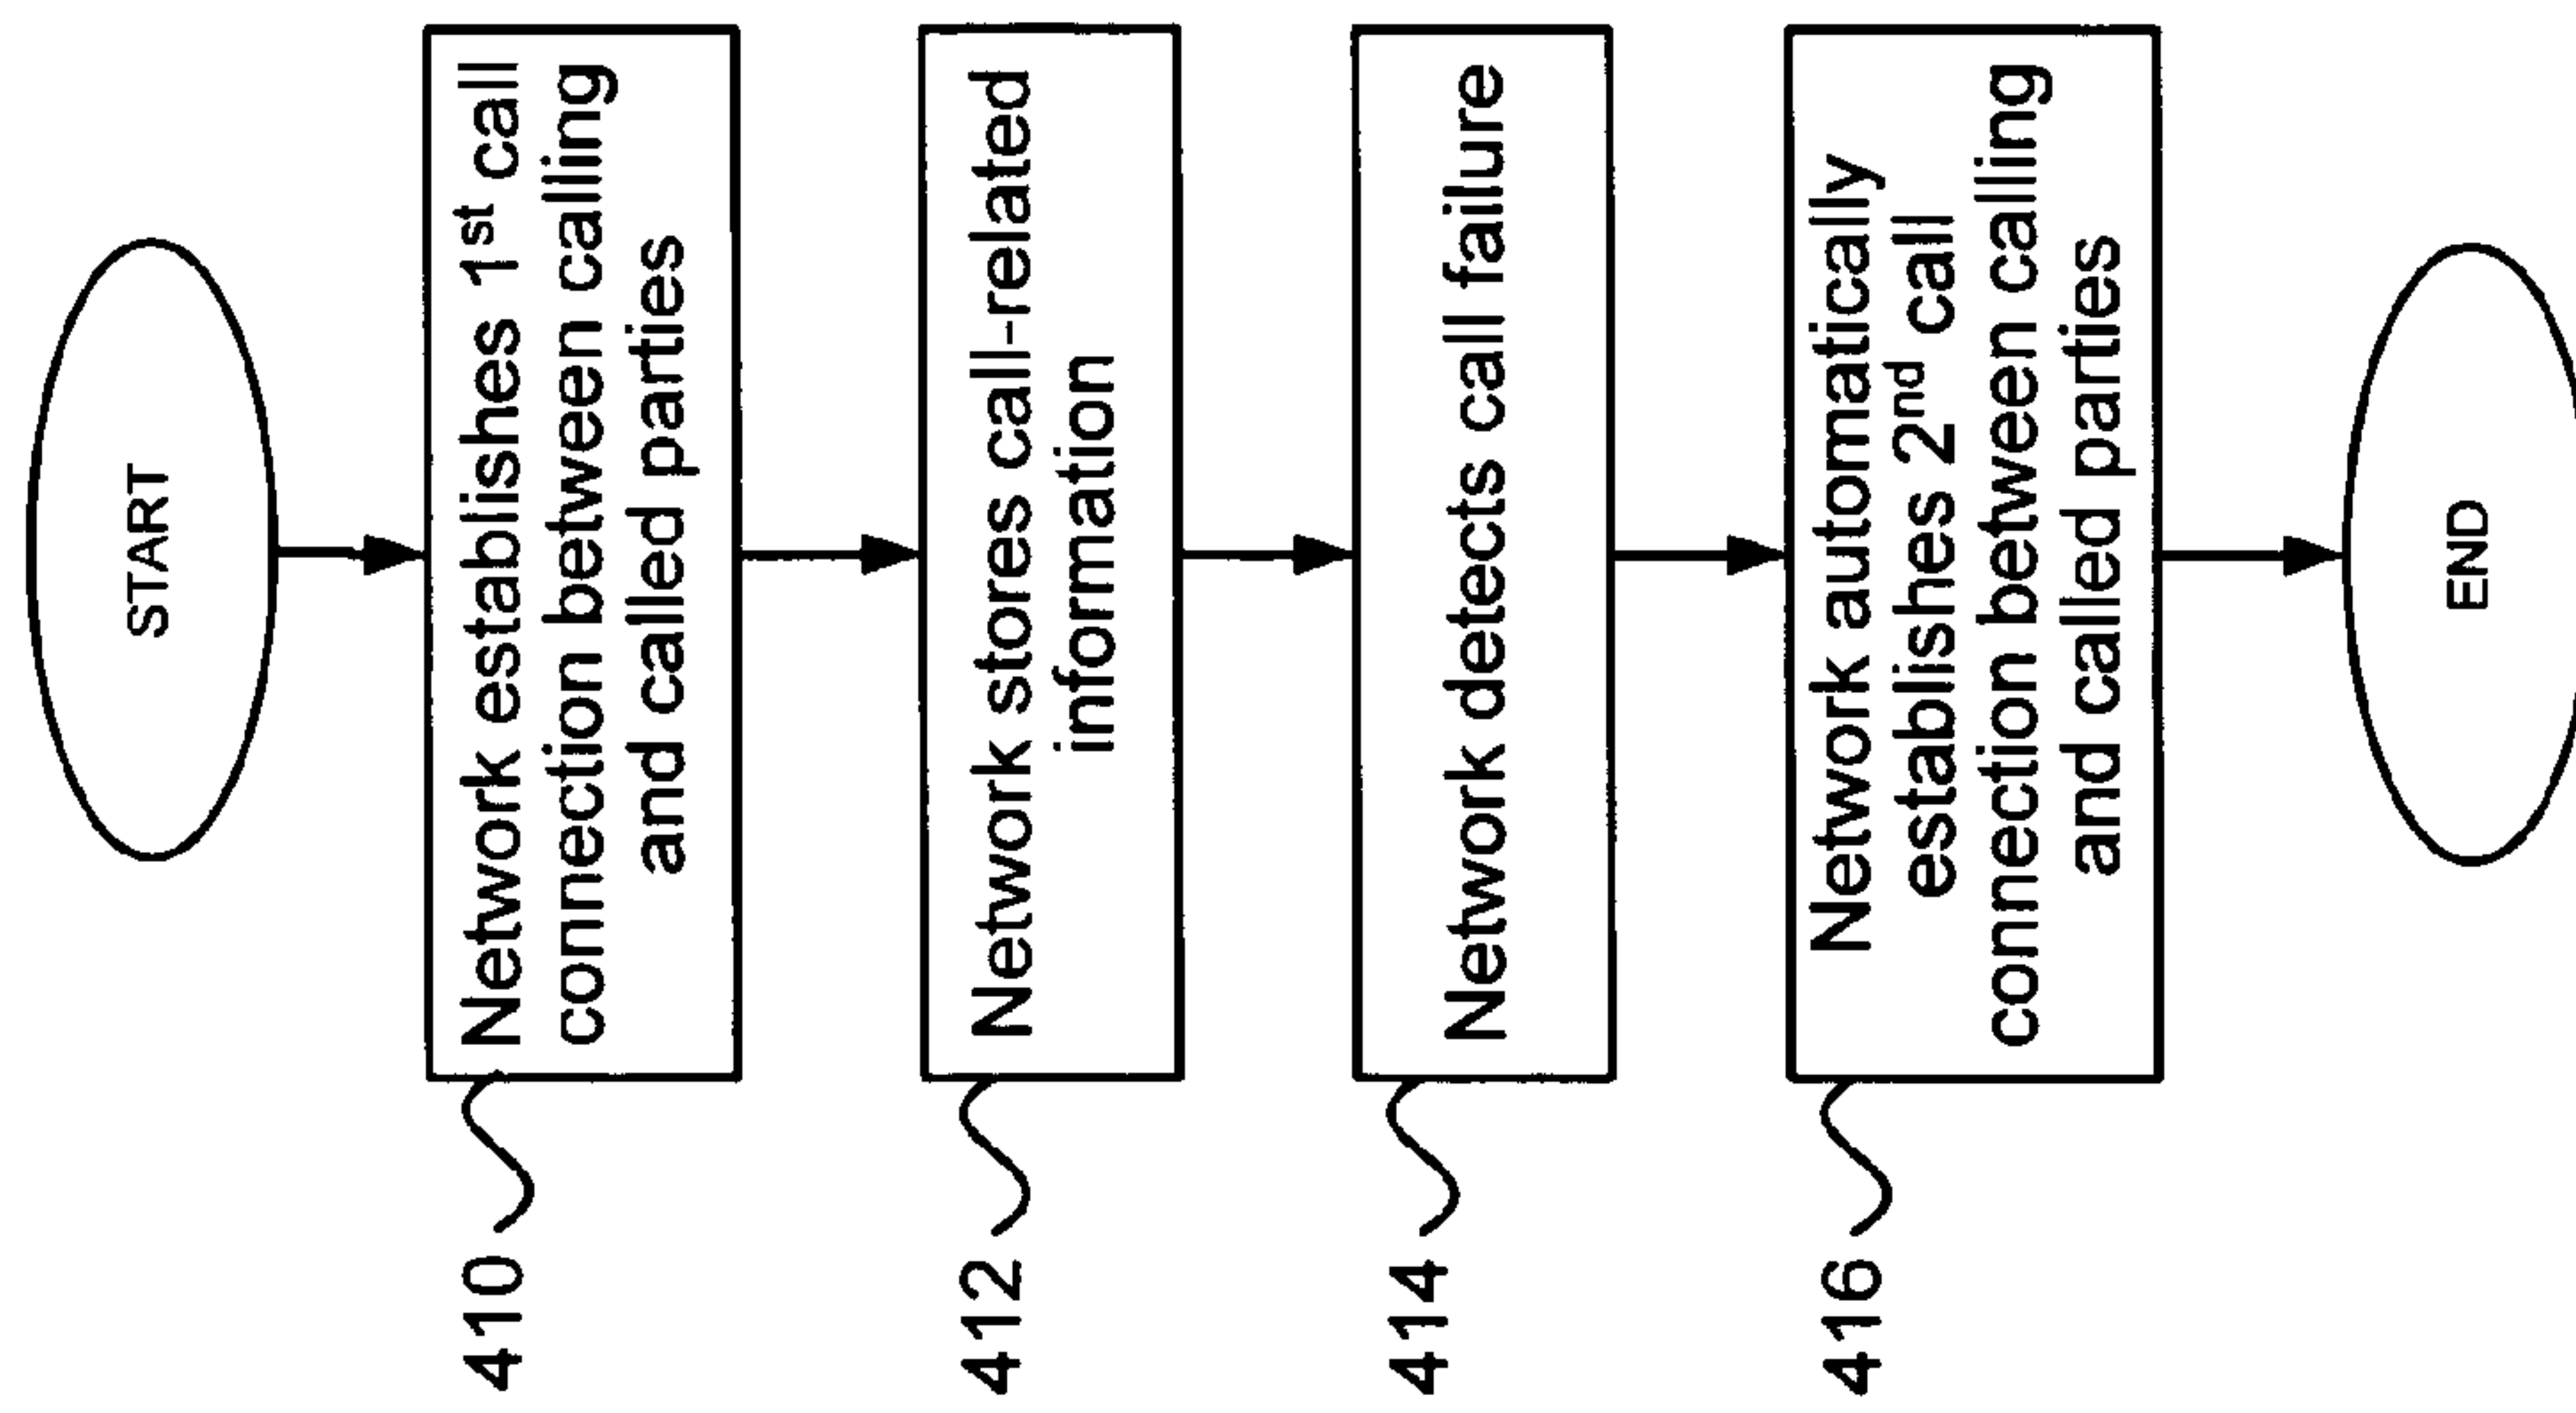 START
410
Network establishes 1st call
connection between calling
and called parties
412
Network stores call-related
information
414
Network detects call failure
416
Network automatically
establishes 2nd call
connection between calling
and called parties
END